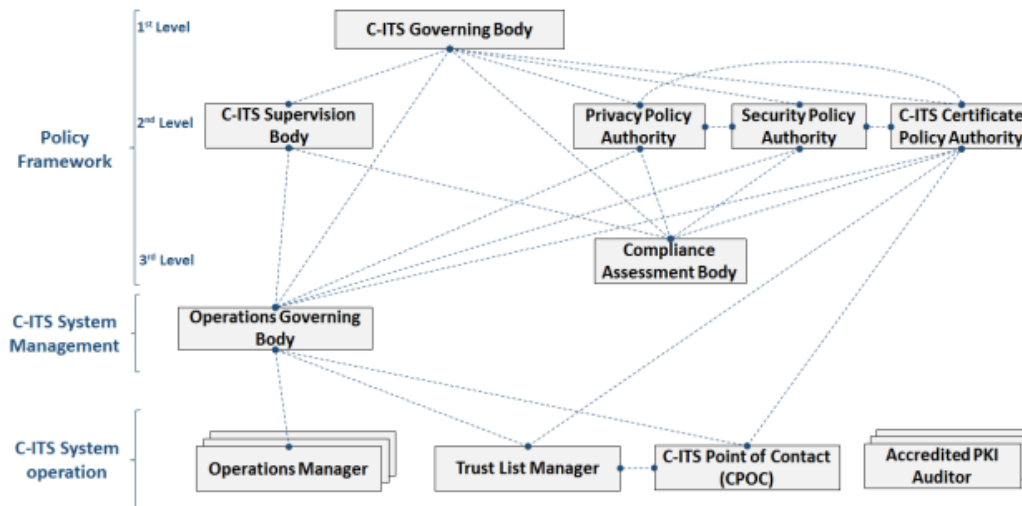 1st Level
C-ITS Governing Body
Policy
Framework
2nd Level
C-ITS Supervision
Body
Privacy Policy
Authority
Security Policy
Authority
C-ITS Certificate
Policy Authority
3rd Level
Compliance
Assessment Body
C-ITS System
Management
Operations Governing
Body
C-ITS System
operation
Operations Manager
Trust List Manager
C-ITS Point of Contact
(CPOC)
Accredited PKI
Auditor